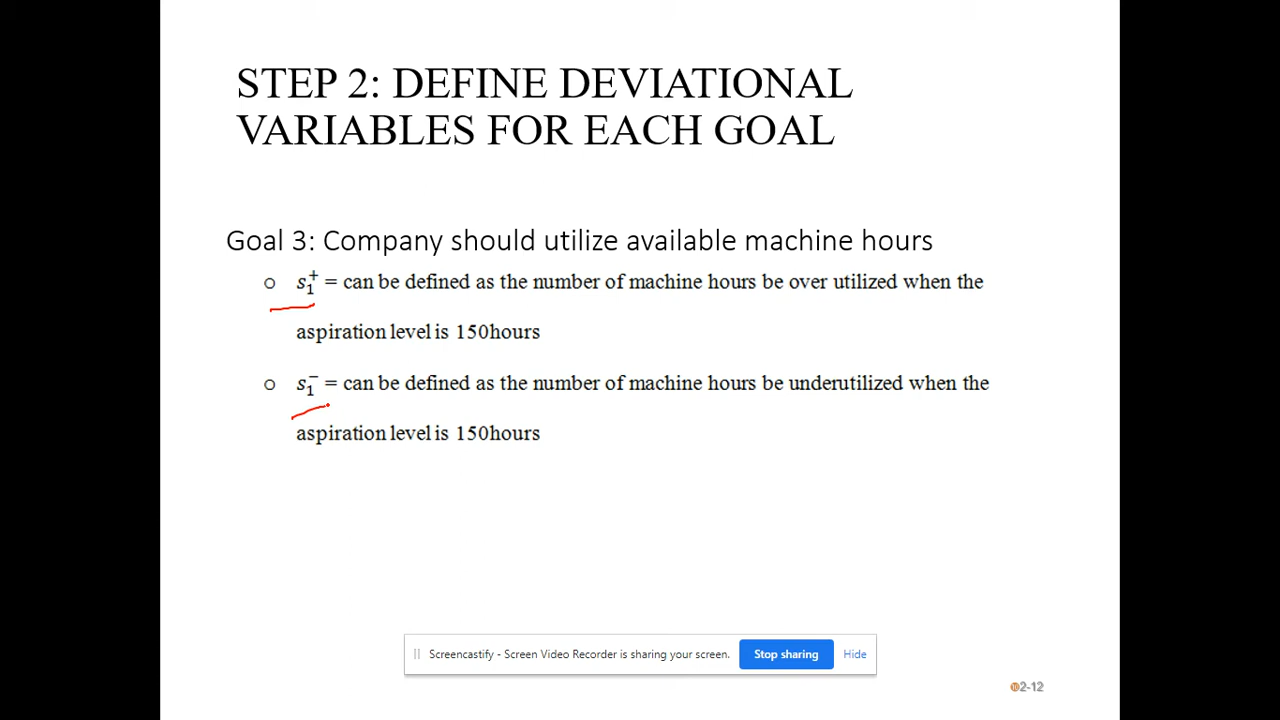 STEP 2: DEFINE DEVIATIONAL
VARIABLES FOR EACH GOAL
Goal 3: Company should utilize available machine hours
○ s₁⁺ = can be defined as the number of machine hours be over utilized when the
aspiration level is 150hours
○ s₁⁻ = can be defined as the number of machine hours be underutilized when the
aspiration level is 150hours
Screencastify - Screen Video Recorder is sharing your screen. Stop sharing Hide
2-12